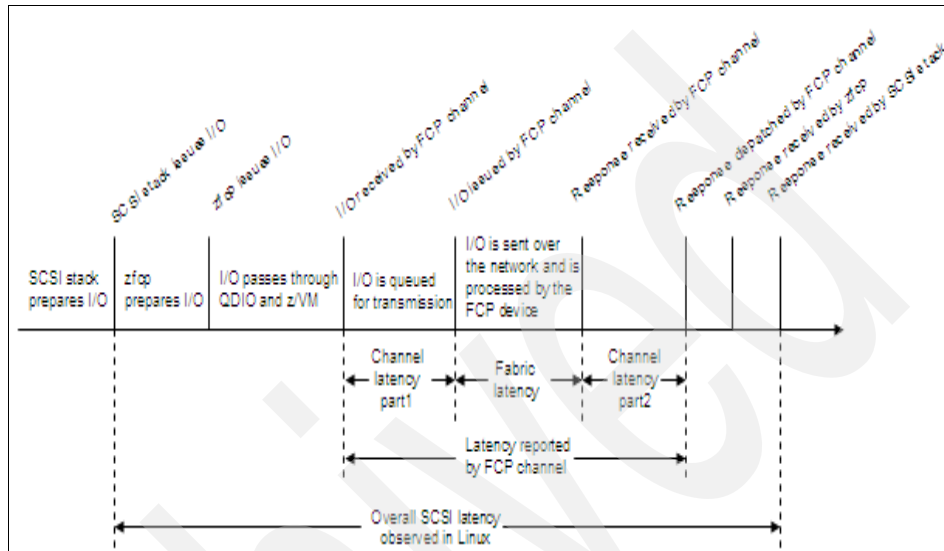 SCSI stack issue I/O
zfcp issue I/O
I/O received by FCP channel
I/O issued by FCP channel
Response received by FCP channel
Response dispatched by FCP channel
Response received by zfcp
Response received by SCSI stack
SCSI stack
prepares I/O
zfcp
prepares I/O
I/O passes through
QDIO and z/VM
I/O is queued
for transmission
I/O is sent over
the network and is
processed by the
FCP device
Channel
latency
part1
Fabric
latency
Channel
latency
part2
Latency reported
by FCP channel
Overall SCSI latency
observed in Linux